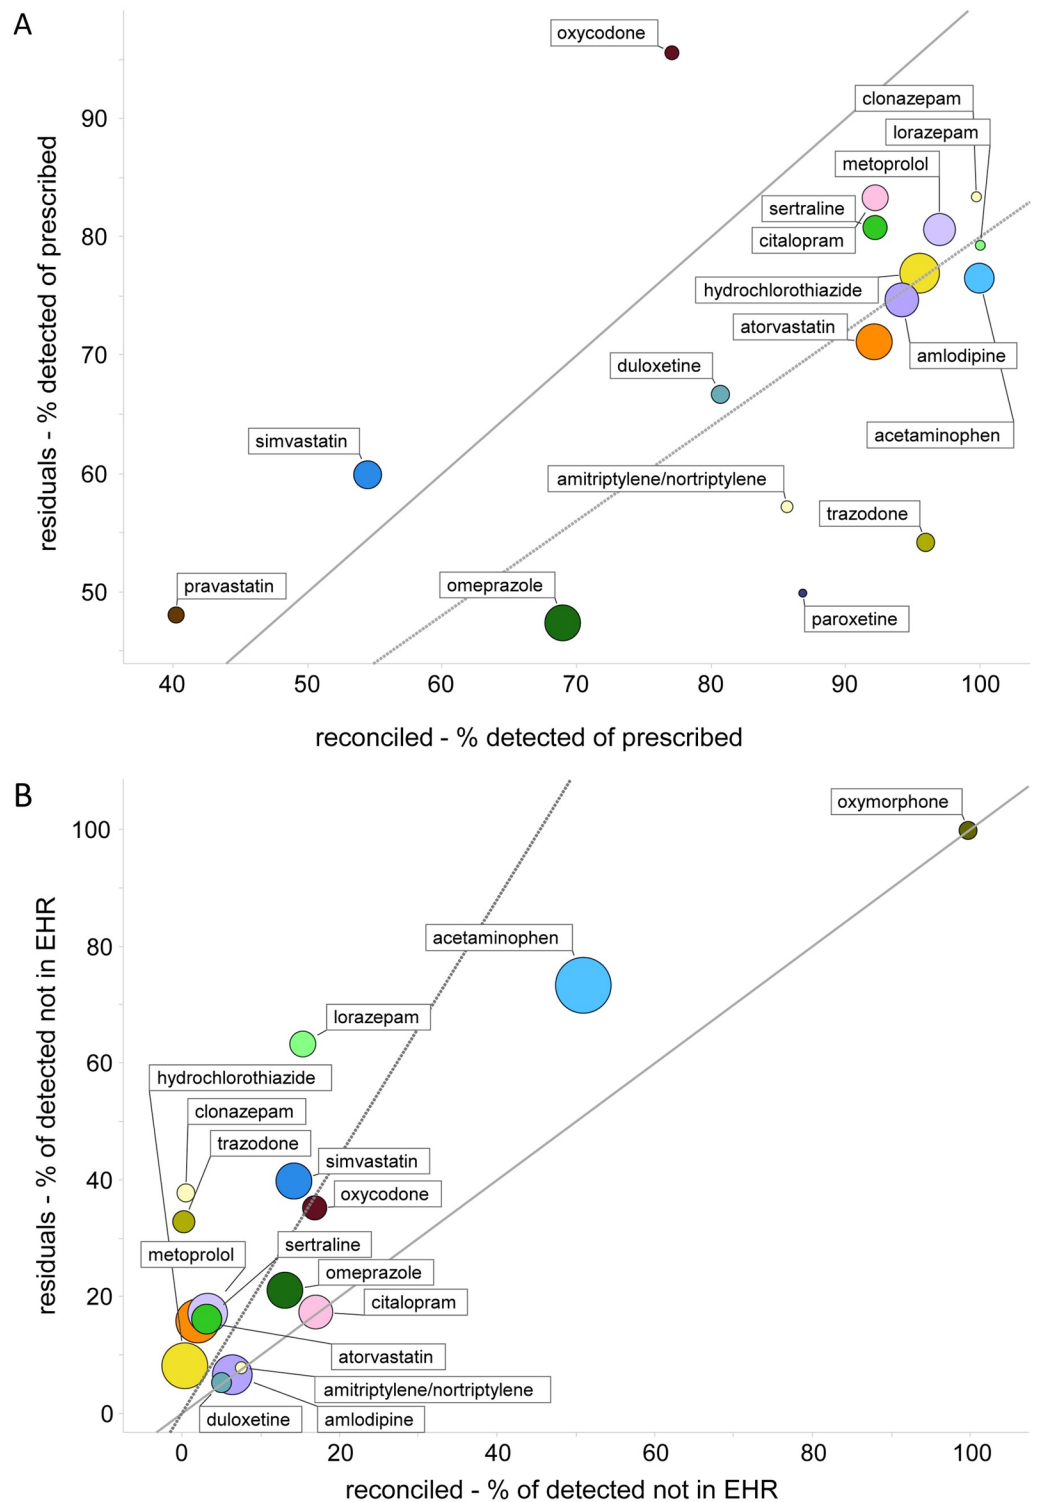 A
oxycodone
clonazepam
90
lorazepam
metoprolol
sertraline
80
citalopram
hydrochlorothiazide
atorvastatin
70
amlodipine
duloxetine
simvastatin
acetaminophen
60
amitriptylene/nortriptylene
trazodone
pravastatin
omeprazole
50
paroxetine
residuals - % detected of prescribed
40 50 60 70 80 90 100
reconciled - % detected of prescribed
B
oxymorphone
100
acetaminophen
80
lorazepam
60
hydrochlorothiazide
clonazepam
trazodone
simvastatin
40
oxycodone
sertraline
metoprolol
omeprazole
20
citalopram
atorvastatin
amitriptylene/nortriptylene
0
duloxetine
amlodipine
residuals - % of detected not in EHR
0 20 40 60 80 100
reconciled - % of detected not in EHR